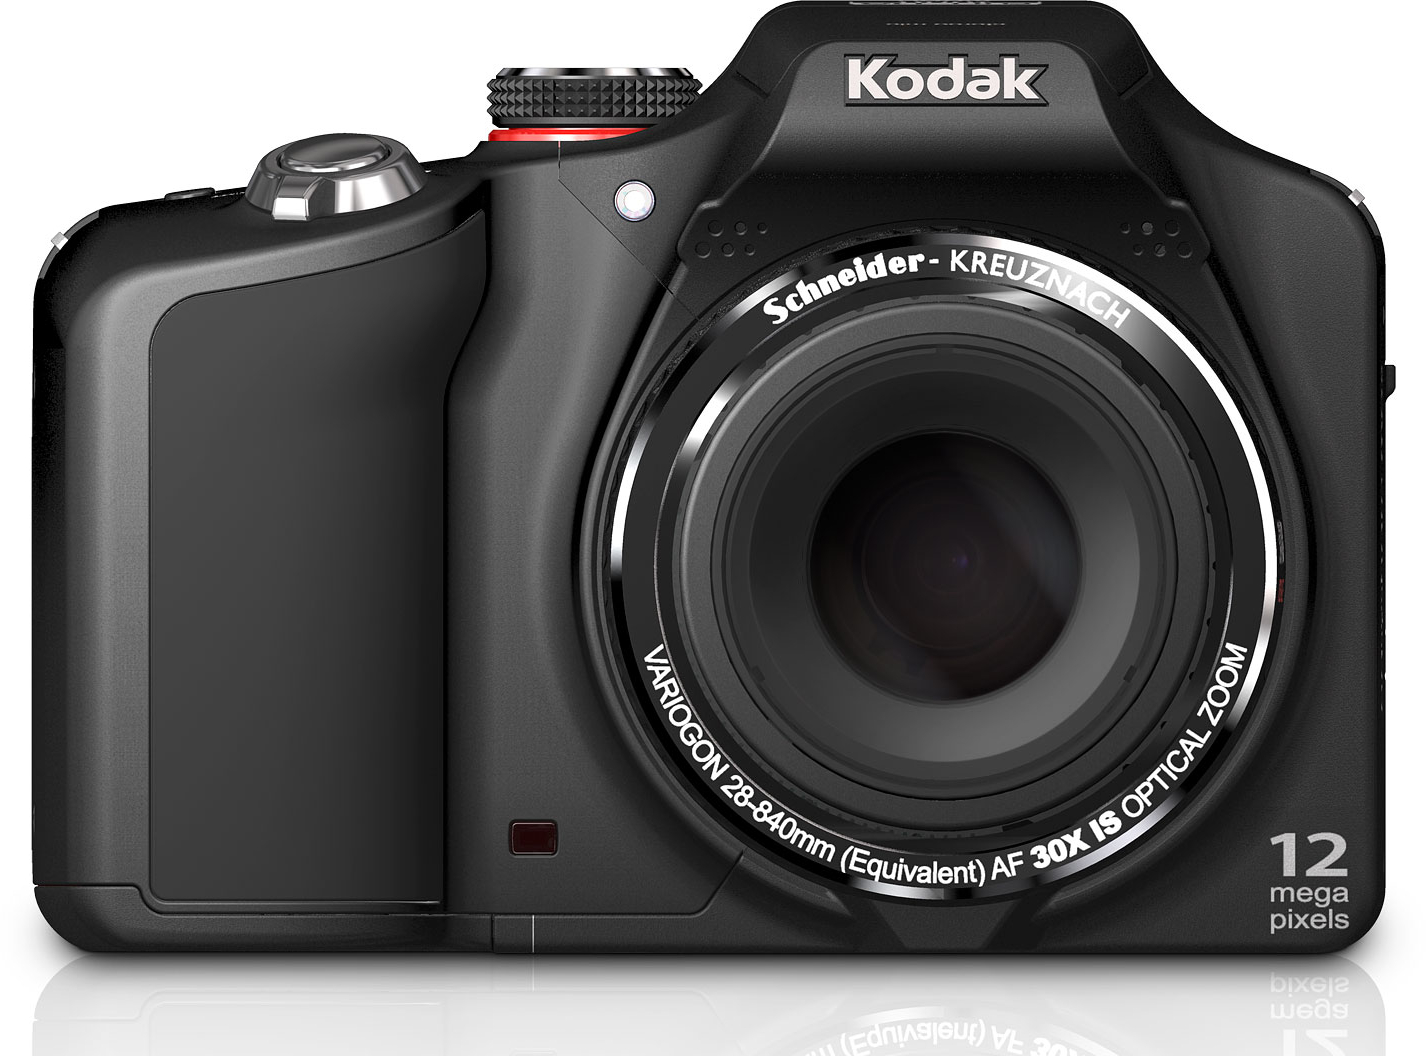 Kodak
Schneider-KREUZNACH
VARIOGON 28-840mm (Equivalent) AF 30X IS OPTICAL ZOOM
12
mega
pixels